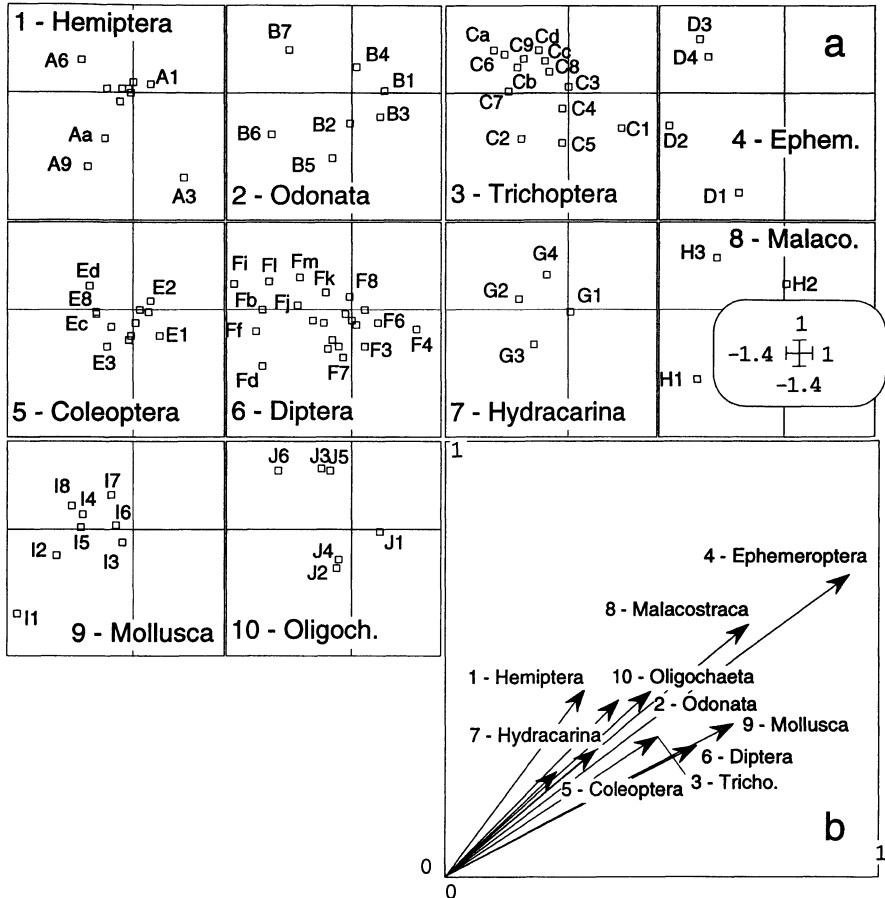 1 - Hemiptera
A6
A1
Aa
A9
A3
B7
B4
B1
B3
B2
B6
B5
2 - Odonata
Ca
C9
Cd
Cc
C6
C8
Cb
C3
C7
C4
C2
C5
C1
3 - Trichoptera
D3
a
D4
D2
4 - Ephem.
D1
Ed
E2
E8
Ec
E1
E3
5 - Coleoptera
Fi
Fl
Fm
Fk
F8
Fb
Fj
Ff
F6
F4
F3
F7
Fd
6 - Diptera
G4
G2
G1
G3
7 - Hydracarina
8 - Malaco.
H3
H2
H1
1
-1.4
1
-1.4
I8
I7
I4
I6
I2
I5
I3
I1
9 - Mollusca
J6
J3
J5
J1
J4
J2
10 - Oligoch.
1
4 - Ephemeroptera
8 - Malacostraca
1 - Hemiptera
10 - Oligochaeta
2 - Odonata
9 - Mollusca
7 - Hydracarina
6 - Diptera
5 - Coleoptera
3 - Tricho.
b
0
1
0